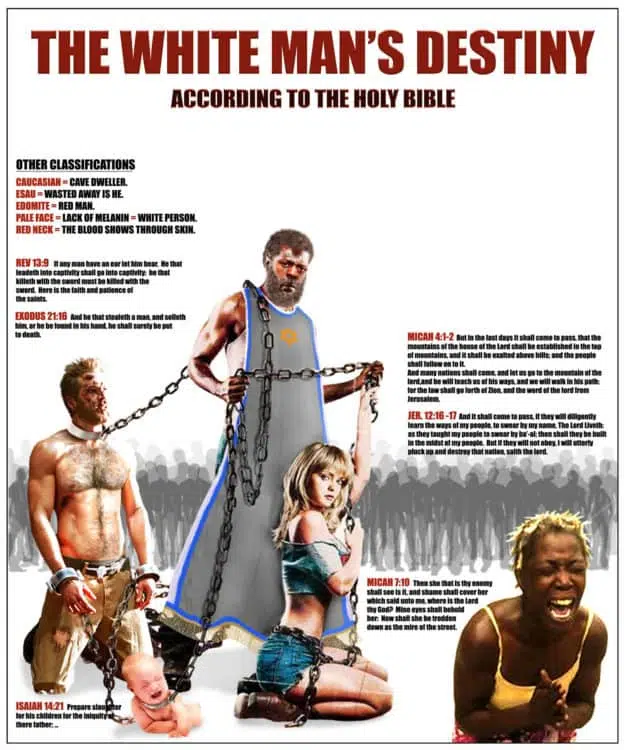 THE WHITE MAN'S DESTINY
ACCORDING TO THE HOLY BIBLE
OTHER CLASSIFICATIONS
CAUCASIAN = CAVE DWELLER.
ESAU = WASTED AWAY IS HE.
EDOMITE = RED MAN.
PALE FACE = LACK OF MELANIN = WHITE PERSON.
RED NECK = THE BLOOD SHOWS THROUGH SKIN.
REV 13:9 If any man have an ear let him hear. He that
leadeth into captivity shall go into captivity: he that
killeth with the sword must be killed with the
sword. Here is the faith and patience of
the saints.
EXODUS 21:16 And he that stealeth a man, and selleth
him, or he be found in his hand, he shall surely be put
to death.
MICAH 4:1-2 But in the last days it shall come to pass, that the
mountains of the house of the Lord shall be established in the top
of mountains, and it shall be exalted above hills; and the people
shall follow on to it.
And many nations shall come, and let us go to the mountain of the
lord,and he will teach us of his ways, and we will walk in his path:
for the law shall go forth of Zion, and the word of the lord from
Jerusalem.
JER. 12:16 -17 And it shall come to pass, if they will diligently
learn the ways of my people, to swear by my name, The Lord Liveth;
as they taught my people to swear by ba'-al; then shall they be built
in the midst of my people. But if they will not obey, I will utterly
pluck up and destroy that nation, saith the lord.
MICAH 7:10 Then she that is thy enemy
shall see is it, and shame shall cover her
which said unto me, where is the Lord
thy God? Mine eyes shall behold
her: Now shall she be trodden
down as the mire of the street.
ISAIAH 14:21 Prepare slaughter
for his children for the iniquity of
there father: ..